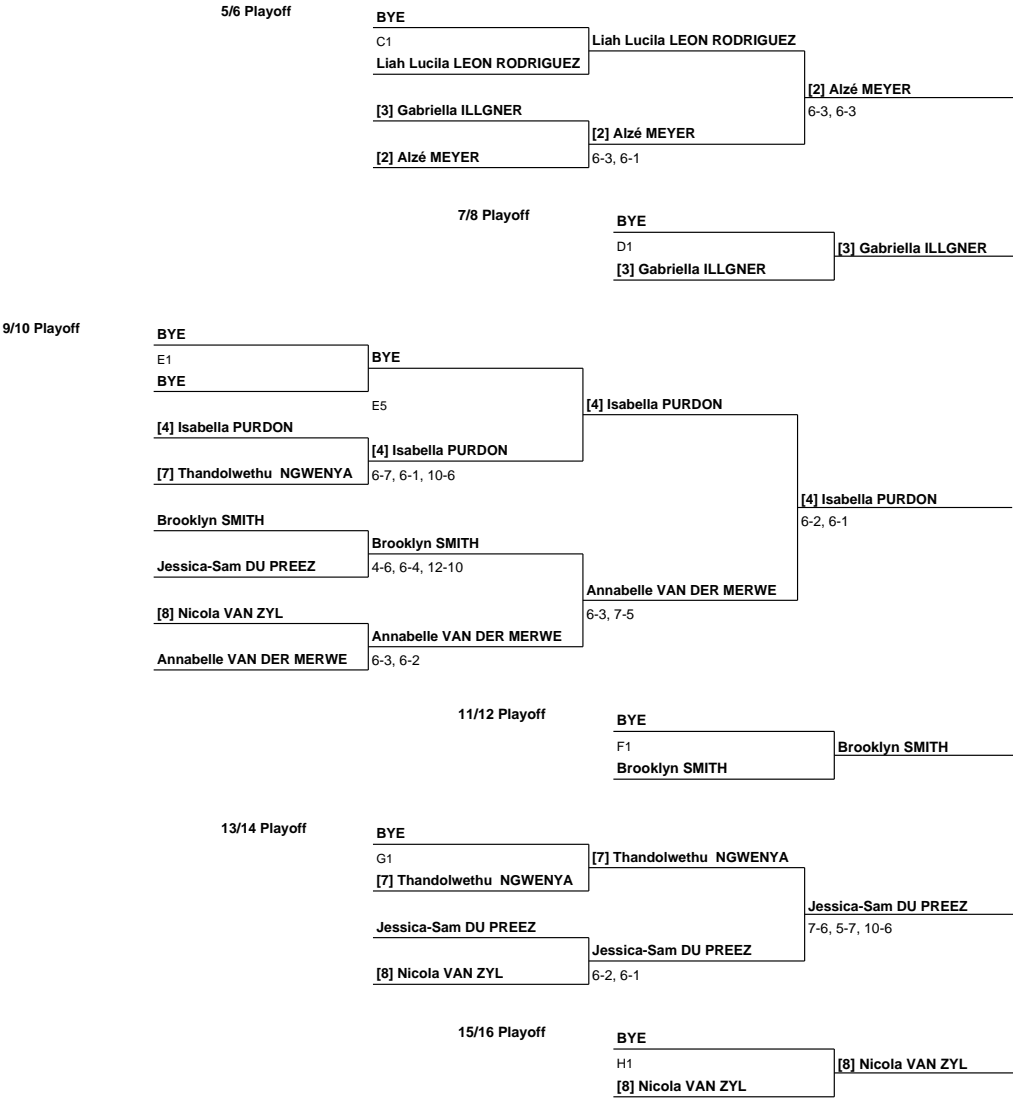 5/6 Playoff
BYE
C1
Liah Lucila LEON RODRIGUEZ
Liah Lucila LEON RODRIGUEZ
[3] Gabriella ILLGNER
[2] Alzé MEYER
[2] Alzé MEYER
6-3, 6-1
[2] Alzé MEYER
6-3, 6-3
7/8 Playoff
BYE
D1
[3] Gabriella ILLGNER
[3] Gabriella ILLGNER
9/10 Playoff
BYE
E1
BYE
BYE
E5
[4] Isabella PURDON
[7] Thandolwethu NGWENYA
[4] Isabella PURDON
6-7, 6-1, 10-6
[4] Isabella PURDON
Brooklyn SMITH
Jessica-Sam DU PREEZ
Brooklyn SMITH
4-6, 6-4, 12-10
[8] Nicola VAN ZYL
Annabelle VAN DER MERWE
Annabelle VAN DER MERWE
6-3, 6-2
Annabelle VAN DER MERWE
6-3, 7-5
[4] Isabella PURDON
6-2, 6-1
11/12 Playoff
BYE
F1
Brooklyn SMITH
Brooklyn SMITH
13/14 Playoff
BYE
G1
[7] Thandolwethu NGWENYA
[7] Thandolwethu NGWENYA
Jessica-Sam DU PREEZ
[8] Nicola VAN ZYL
Jessica-Sam DU PREEZ
6-2, 6-1
Jessica-Sam DU PREEZ
7-6, 5-7, 10-6
15/16 Playoff
BYE
H1
[8] Nicola VAN ZYL
[8] Nicola VAN ZYL